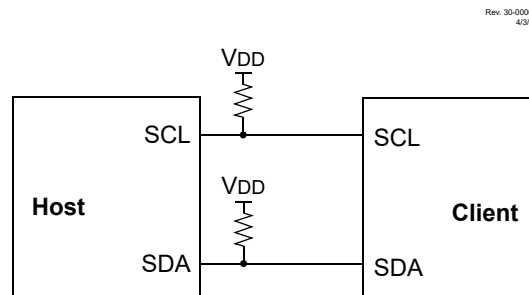 Rev. 30-000
4/3/
VDD
SCL
SCL
VDD
Host
Client
SDA
SDA